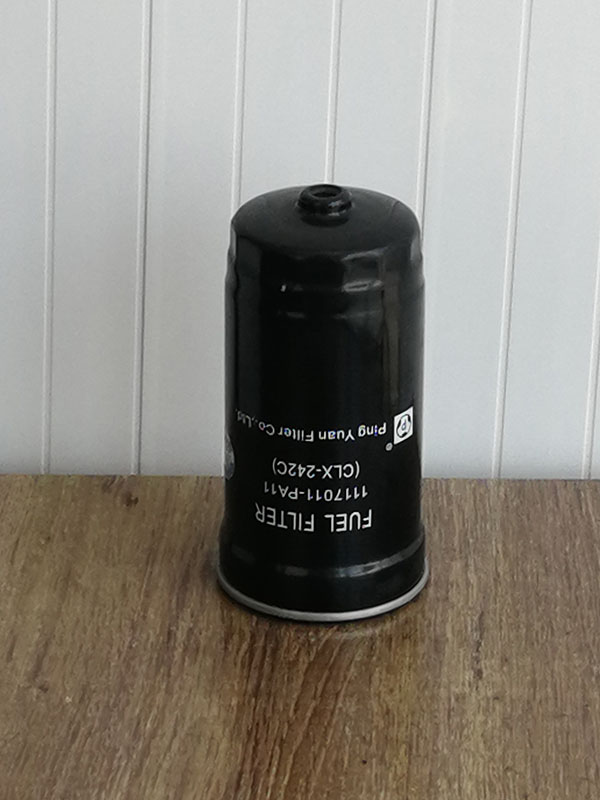 FUEL FILTER
1117011-PA11
(CLX-242C)
®
Ping Yuan Filter Co.,Ltd.